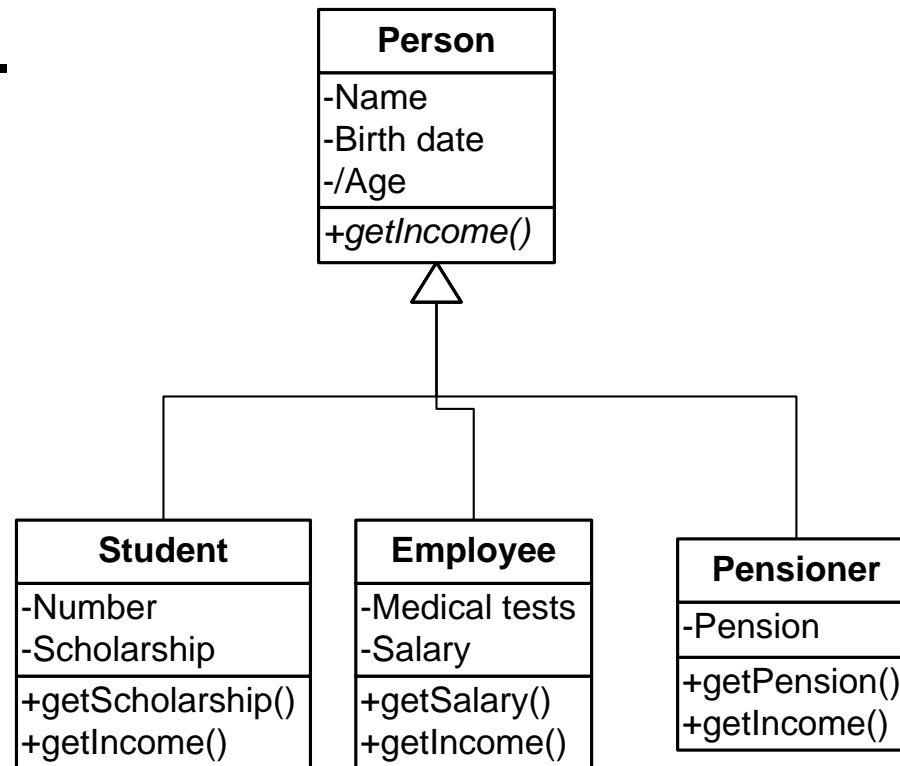 Person
-Name
-Birth date
-/Age
+getIncome()
Student
-Number
-Scholarship
+getScholarship()
+getIncome()
Employee
-Medical tests
-Salary
+getSalary()
+getIncome()
Pensioner
-Pension
+getPension()
+getIncome()